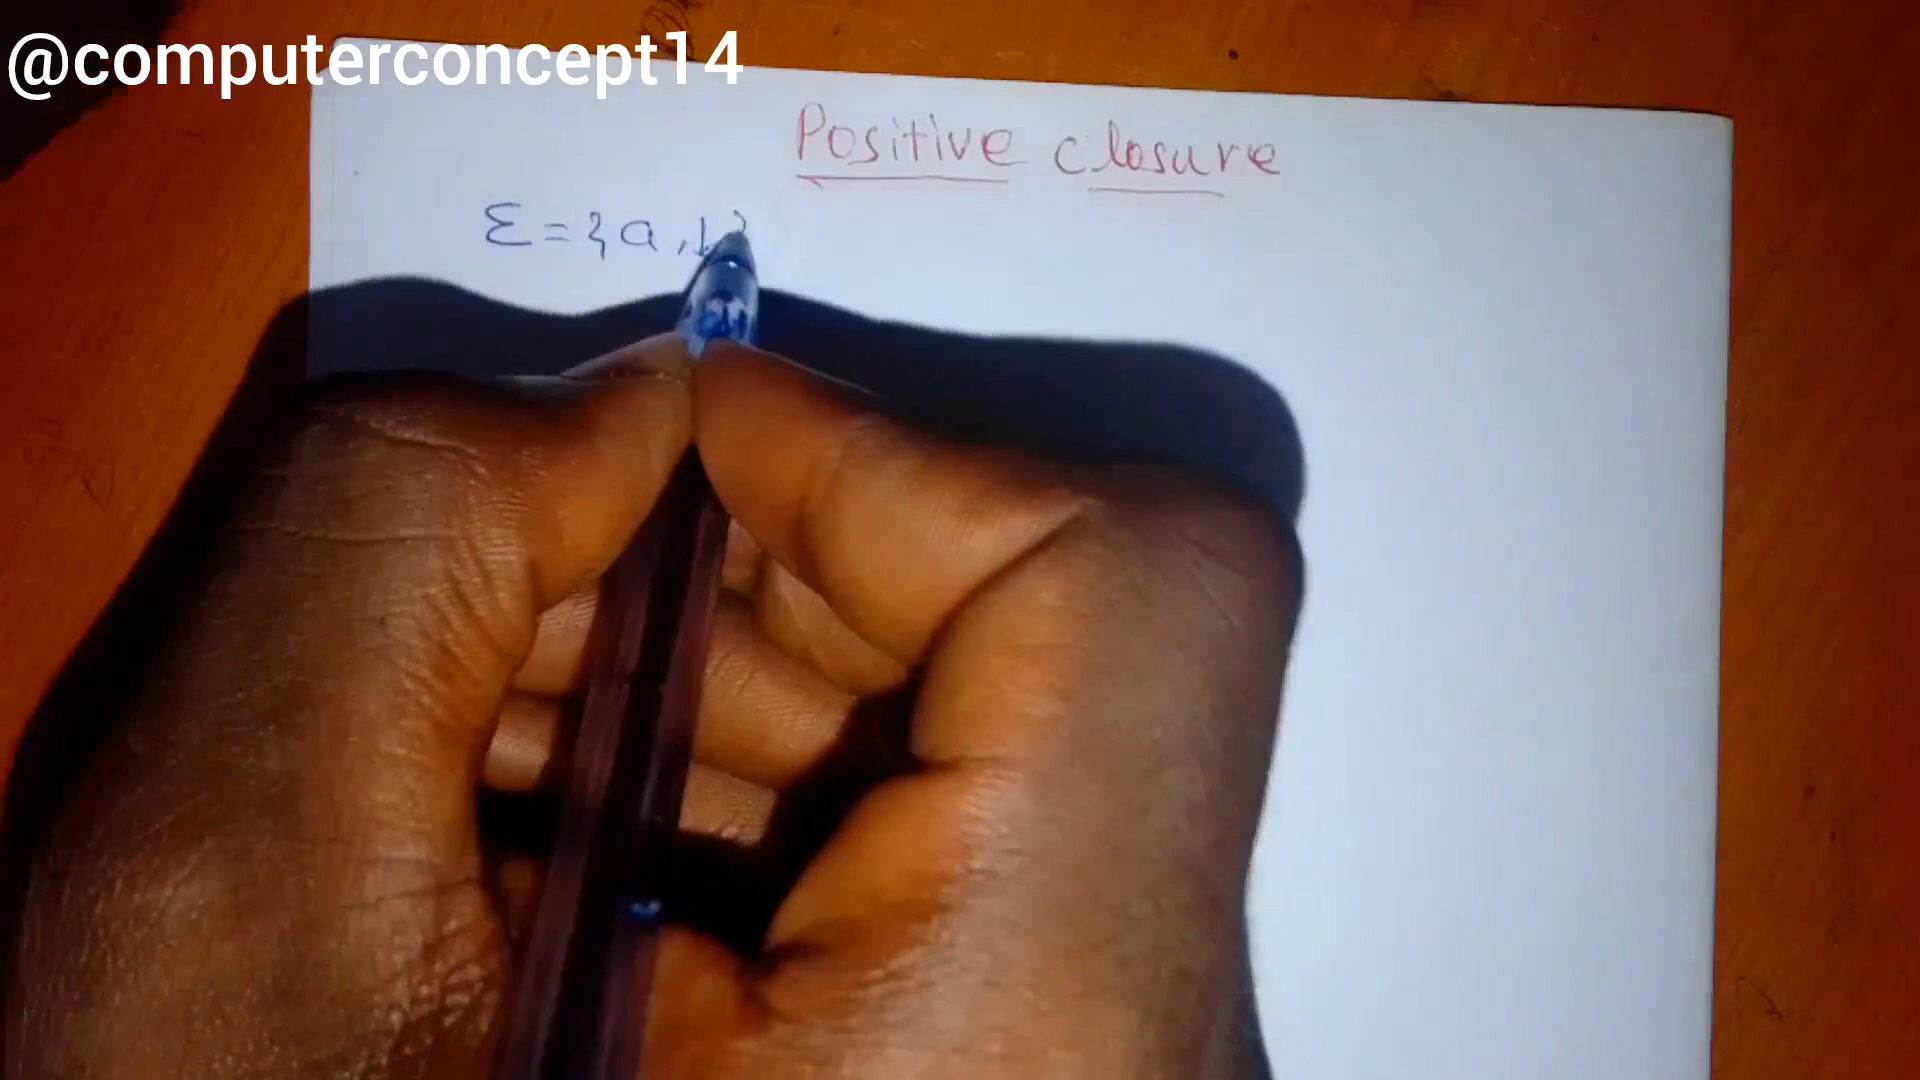 @computerconcept14
Positive closure
Ɛ = { a ,